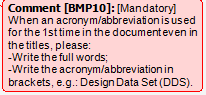 Comment [BMP10]: [Mandatory]
When an acronym/abbreviation is used
for the 1st time in the document even in
the titles, please:
-Write the full words;
-Write the acronym/abbreviation in
brackets, e.g.: Design Data Set (DDS).